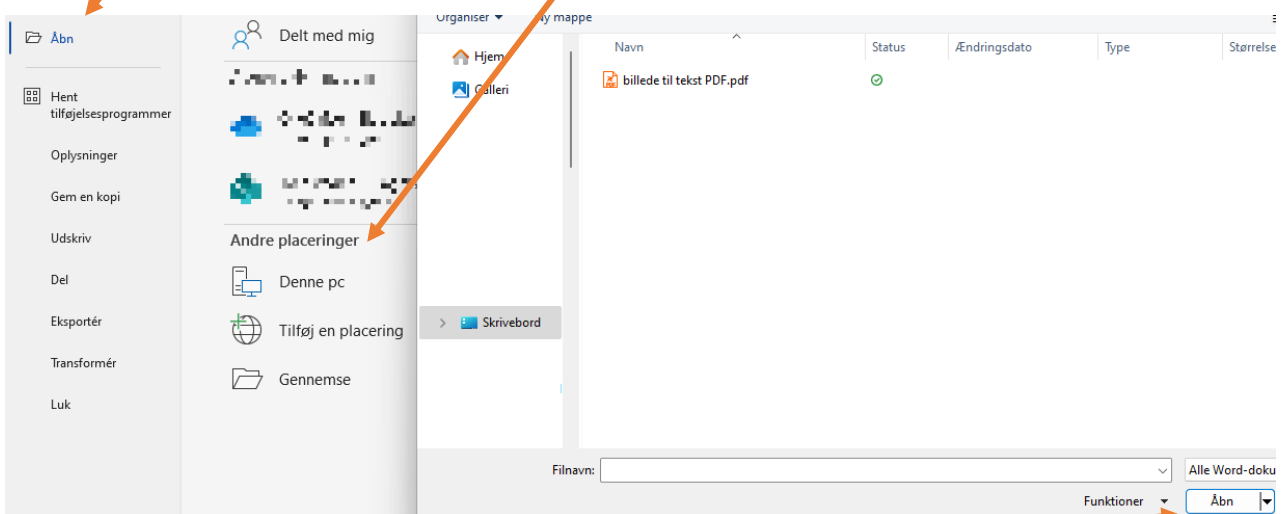 Åbn
Hent
tilføjelsesprogrammer
Oplysninger
Gem en kopi
Udskriv
Del
Eksportér
Transformér
Luk
Delt med mig
Andre placeringer
Denne pc
Tilføj en placering
Gennemse
Organiser
Ny mappe
Hjem
Galleri
Skrivebord
Navn Status Ændringsdato Type Størrelse
billede til tekst PDF.pdf
Filnavn:
Alle Word-doku
Funktioner Åbn